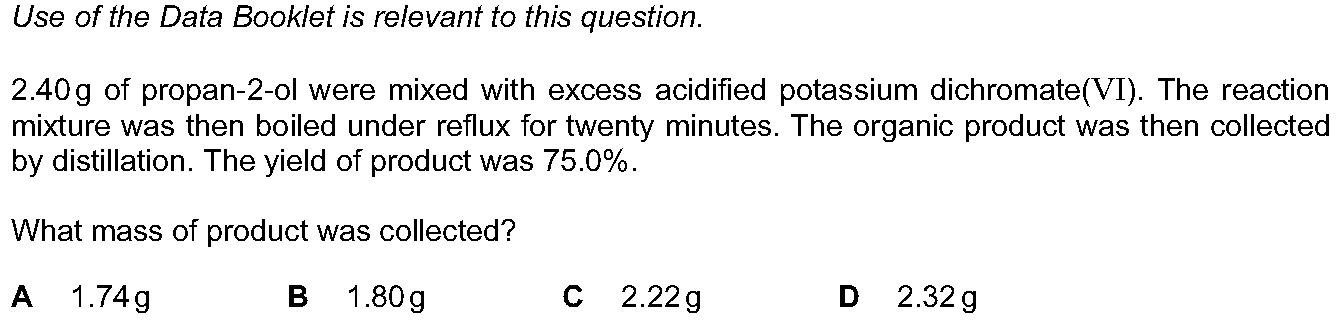 Use of the Data Booklet is relevant to this question.
2.40 g of propan-2-ol were mixed with excess acidified potassium dichromate(VI). The reaction
mixture was then boiled under reflux for twenty minutes. The organic product was then collected
by distillation. The yield of product was 75.0%.
What mass of product was collected?
A 1.74 g B 1.80 g C 2.22 g D 2.32 g